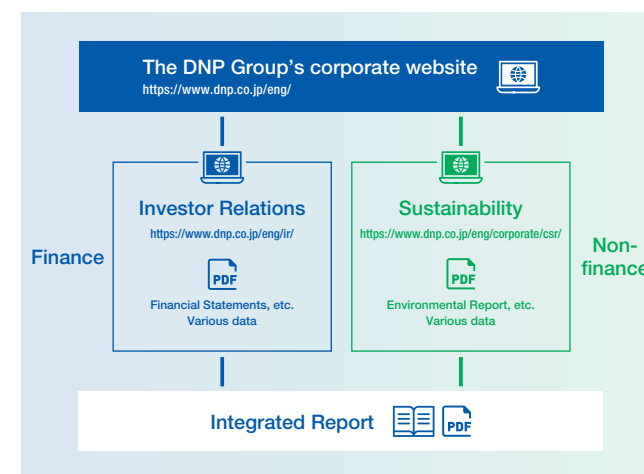 The DNP Group's corporate website
https://www.dnp.co.jp/eng/
Finance
Investor Relations
https://www.dnp.co.jp/eng/ir/
PDF
Financial Statements, etc.
Various data
Sustainability
https://www.dnp.co.jp/eng/corporate/csr/
PDF
Environmental Report, etc.
Various data
Non-
finance
Integrated Report
PDF